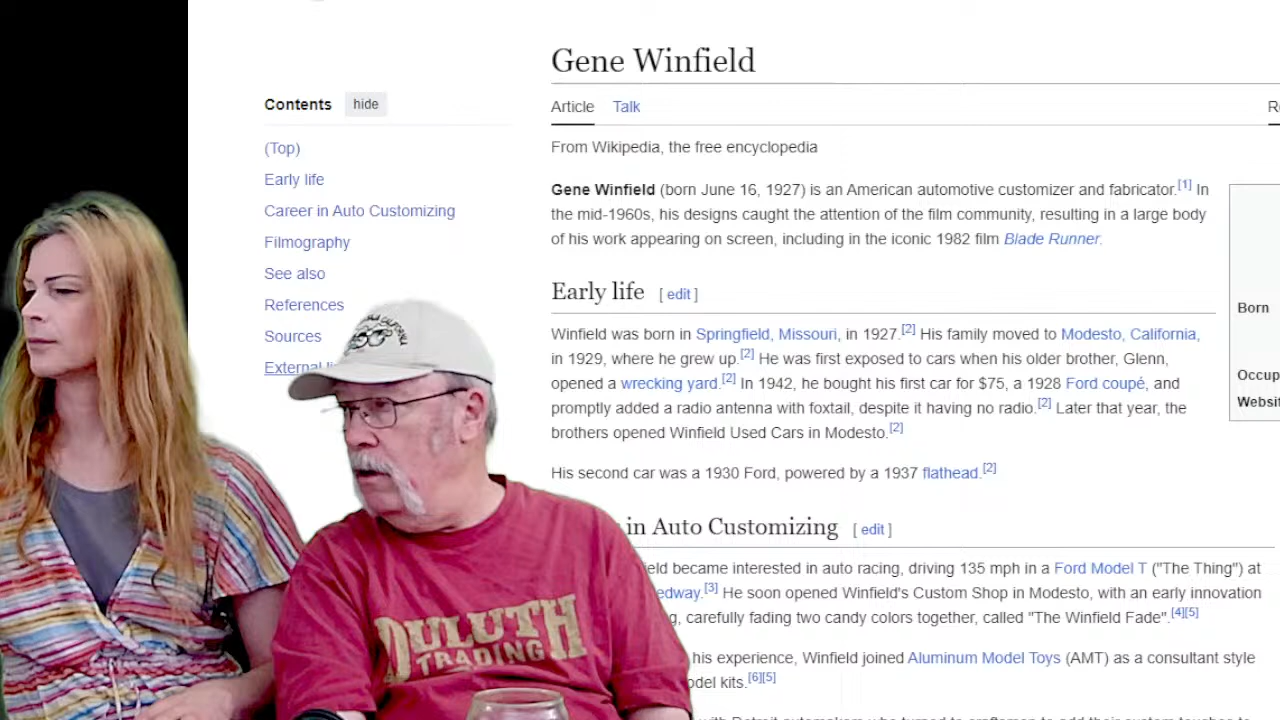 Gene Winfield
Contents hide
Article Talk
From Wikipedia, the free encyclopedia
(Top)
Early life
Career in Auto Customizing
Filmography
See also
References
Sources
External
Gene Winfield (born June 16, 1927) is an American automotive customizer and fabricator.[1] In
the mid-1960s, his designs caught the attention of the film community, resulting in a large body
of his work appearing on screen, including in the iconic 1982 film Blade Runner.
Early life [ edit ]
Winfield was born in Springfield, Missouri, in 1927.[2] His family moved to Modesto, California,
in 1929, where he grew up.[2] He was first exposed to cars when his older brother, Glenn,
opened a wrecking yard.[2] In 1942, he bought his first car for $75, a 1928 Ford coupé, and
promptly added a radio antenna with foxtail, despite it having no radio.[2] Later that year, the
brothers opened Winfield Used Cars in Modesto.[2]
His second car was a 1930 Ford, powered by a 1937 flathead.[2]
in Auto Customizing [ edit ]
became interested in auto racing, driving 135 mph in a Ford Model T ("The Thing") at
He soon opened Winfield's Custom Shop in Modesto, with an early innovation
carefully fading two candy colors together, called "The Winfield Fade".[4][5]
his experience, Winfield joined Aluminum Model Toys (AMT) as a consultant style
kits.[6][5]
Born
Websi
DULUTH
TRADING